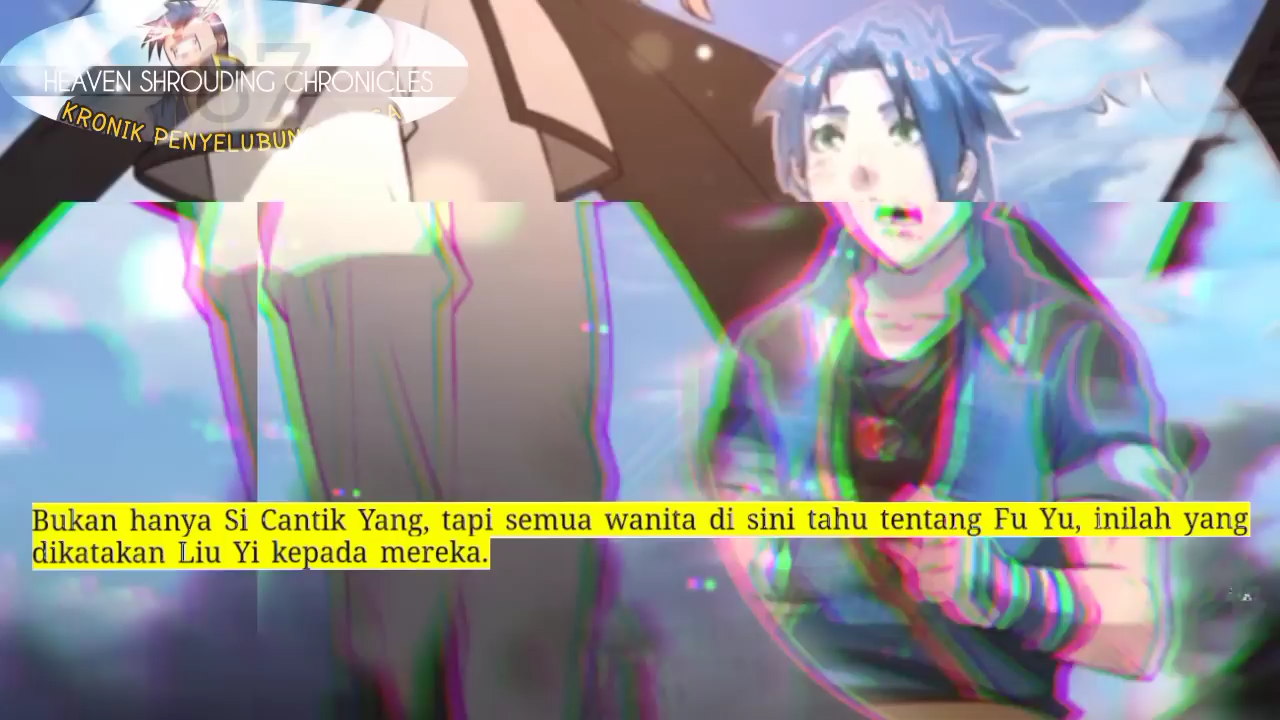 37
HEAVEN SHROUDING CHRONICLES
KRONIK
Bukan hanya Si Cantik Yang, tapi semua wanita di sini tahu tentang Fu Yu, inilah yang
dikatakan Liu Yi kepada mereka.